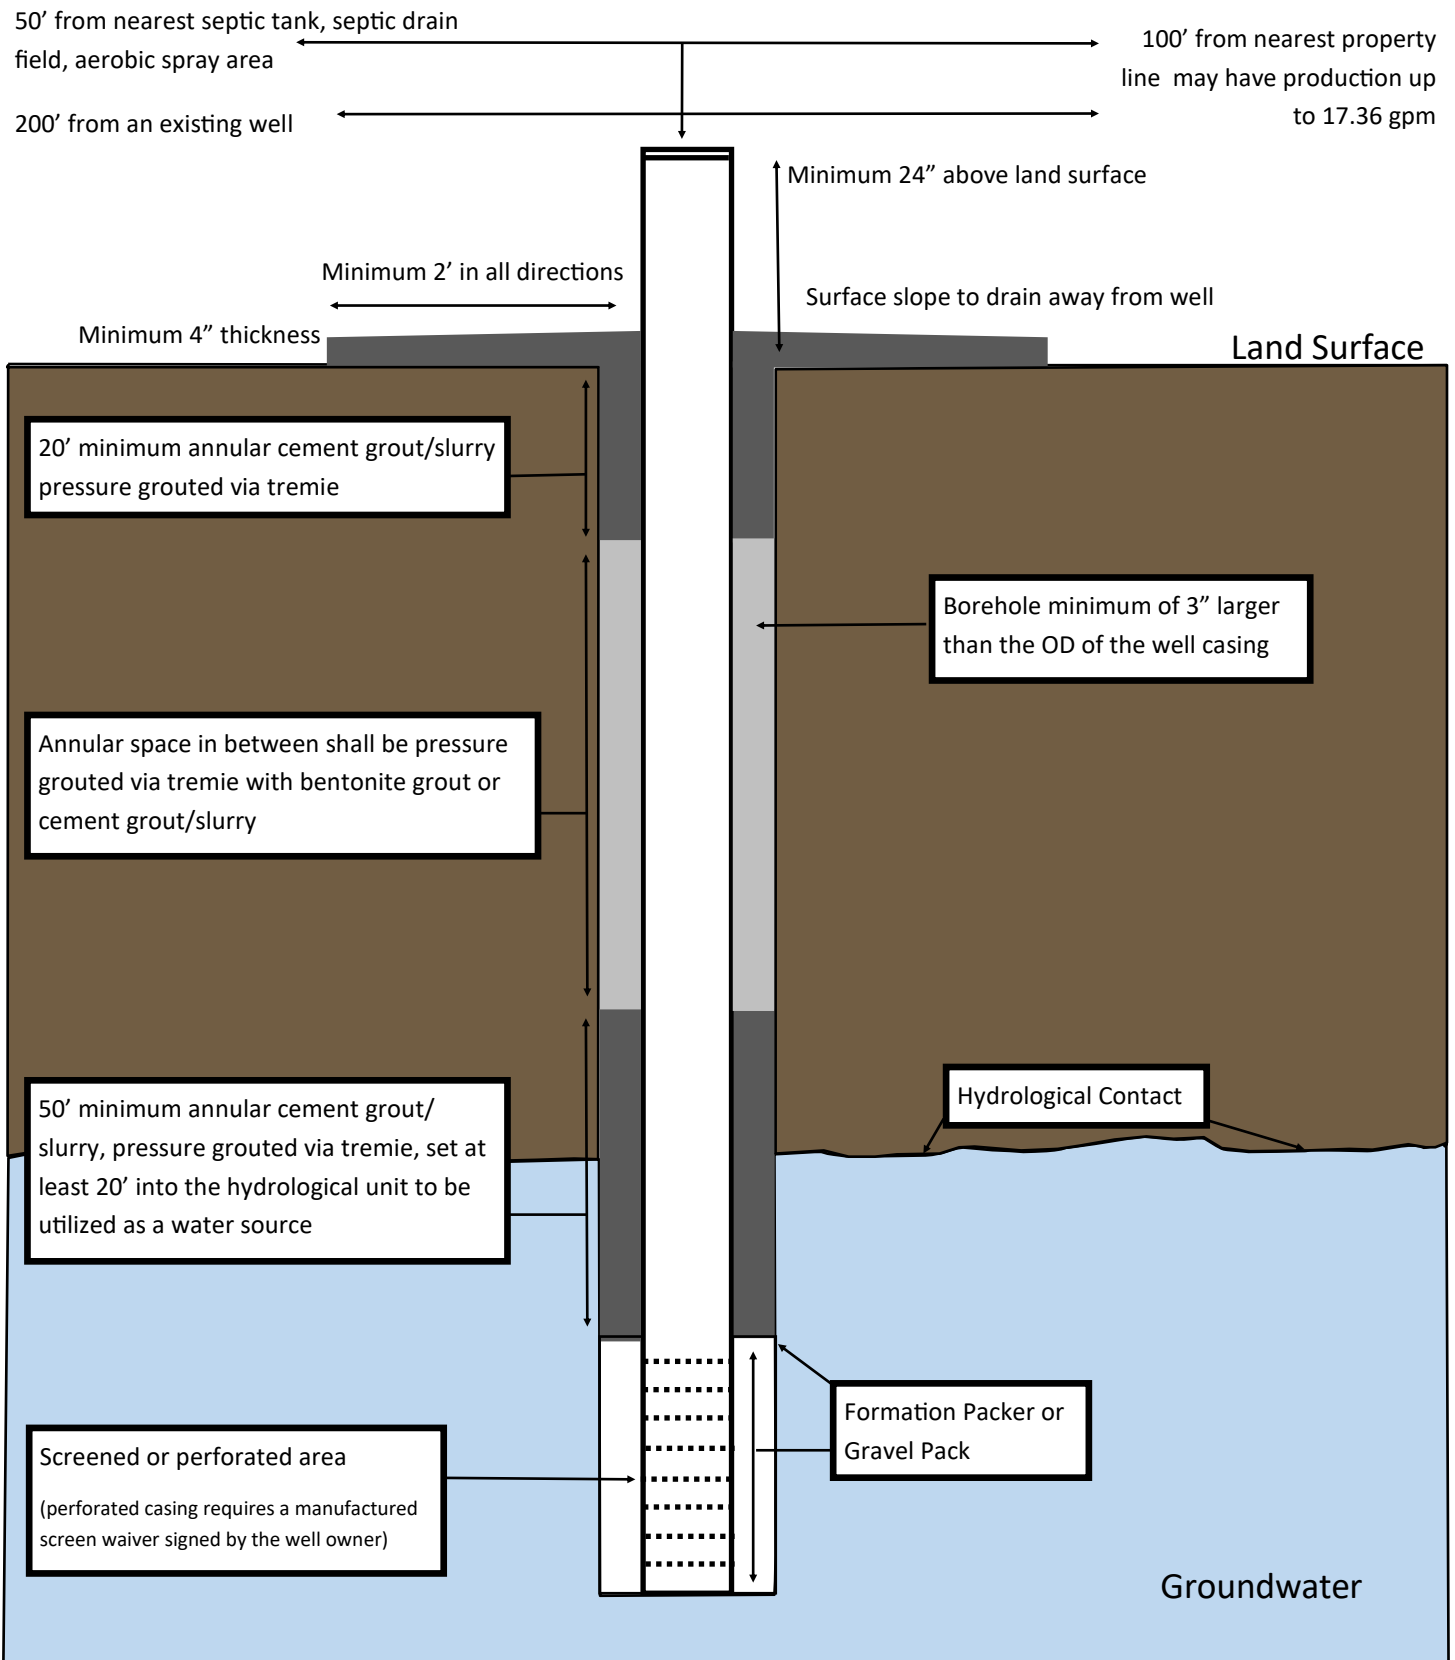 50’ from nearest septic tank, septic drain
field, aerobic spray area
100’ from nearest property
line may have production up
to 17.36 gpm
200’ from an existing well
Minimum 24” above land surface
Minimum 2’ in all directions
Surface slope to drain away from well
Minimum 4” thickness
Land Surface
20’ minimum annular cement grout/slurry
pressure grouted via tremie
Borehole minimum of 3” larger
than the OD of the well casing
Annular space in between shall be pressure
grouted via tremie with bentonite grout or
cement grout/slurry
Hydrological Contact
50’ minimum annular cement grout/
slurry, pressure grouted via tremie, set at
least 20’ into the hydrological unit to be
utilized as a water source
Formation Packer or
Gravel Pack
Screened or perforated area
(perforated casing requires a manufactured
screen waiver signed by the well owner)
Groundwater